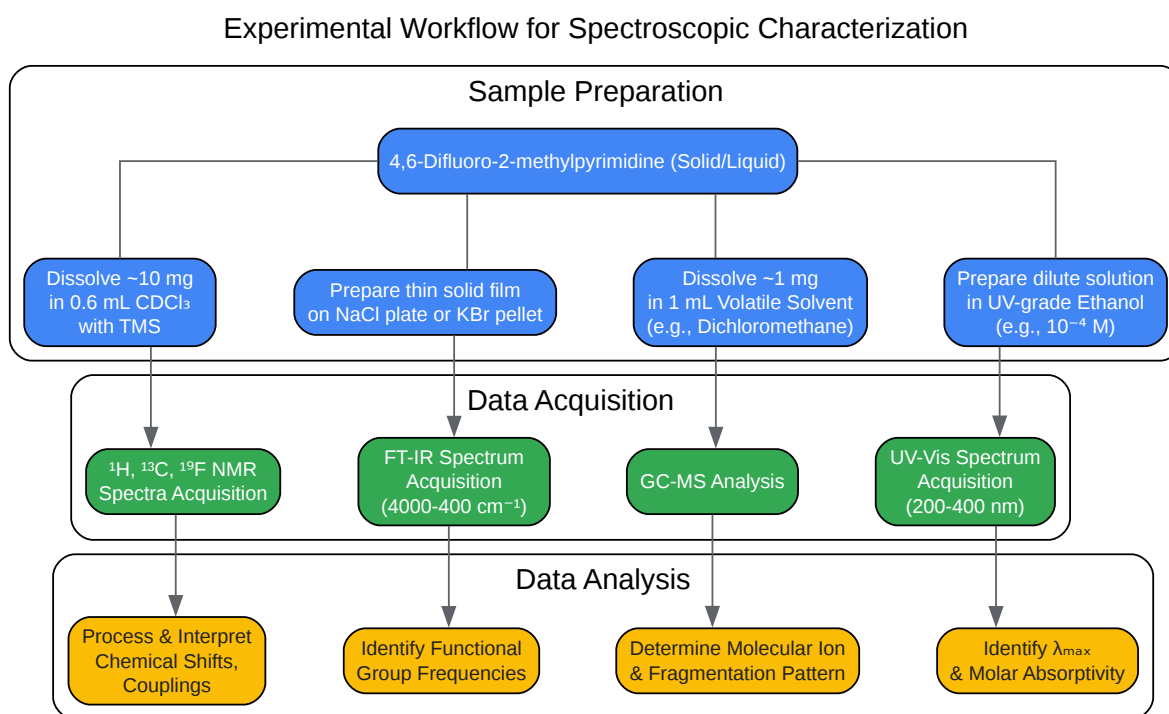 Experimental Workflow for Spectroscopic Characterization
Sample Preparation
4,6-Difluoro-2-methylpyrimidine (Solid/Liquid)
Dissolve ~10 mg
in 0.6 mL CDCl₃
with TMS
Prepare thin solid film
on NaCl plate or KBr pellet
Dissolve ~1 mg
in 1 mL Volatile Solvent
(e.g., Dichloromethane)
Prepare dilute solution
in UV-grade Ethanol
(e.g., 10⁻⁴ M)
Data Acquisition
¹H, ¹³C, ¹⁹F NMR
Spectra Acquisition
FT-IR Spectrum
Acquisition
(4000-400 cm⁻¹)
GC-MS Analysis
UV-Vis Spectrum
Acquisition
(200-400 nm)
Data Analysis
Process & Interpret
Chemical Shifts,
Couplings
Identify Functional
Group Frequencies
Determine Molecular Ion
& Fragmentation Pattern
Identify λₘₐₓ
& Molar Absorptivity